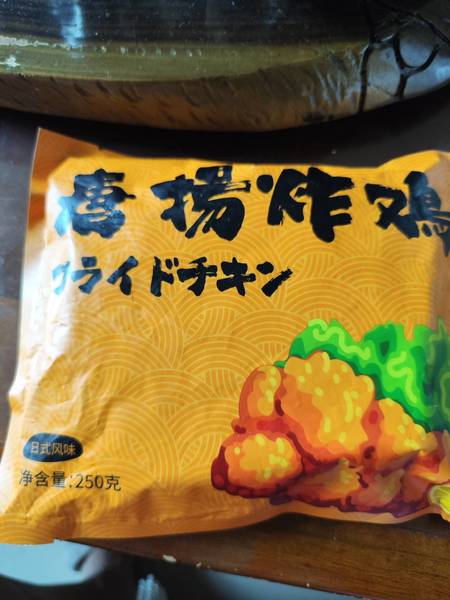 唐揚炸鳮
フライドチキン
日式风味
净含量:250克